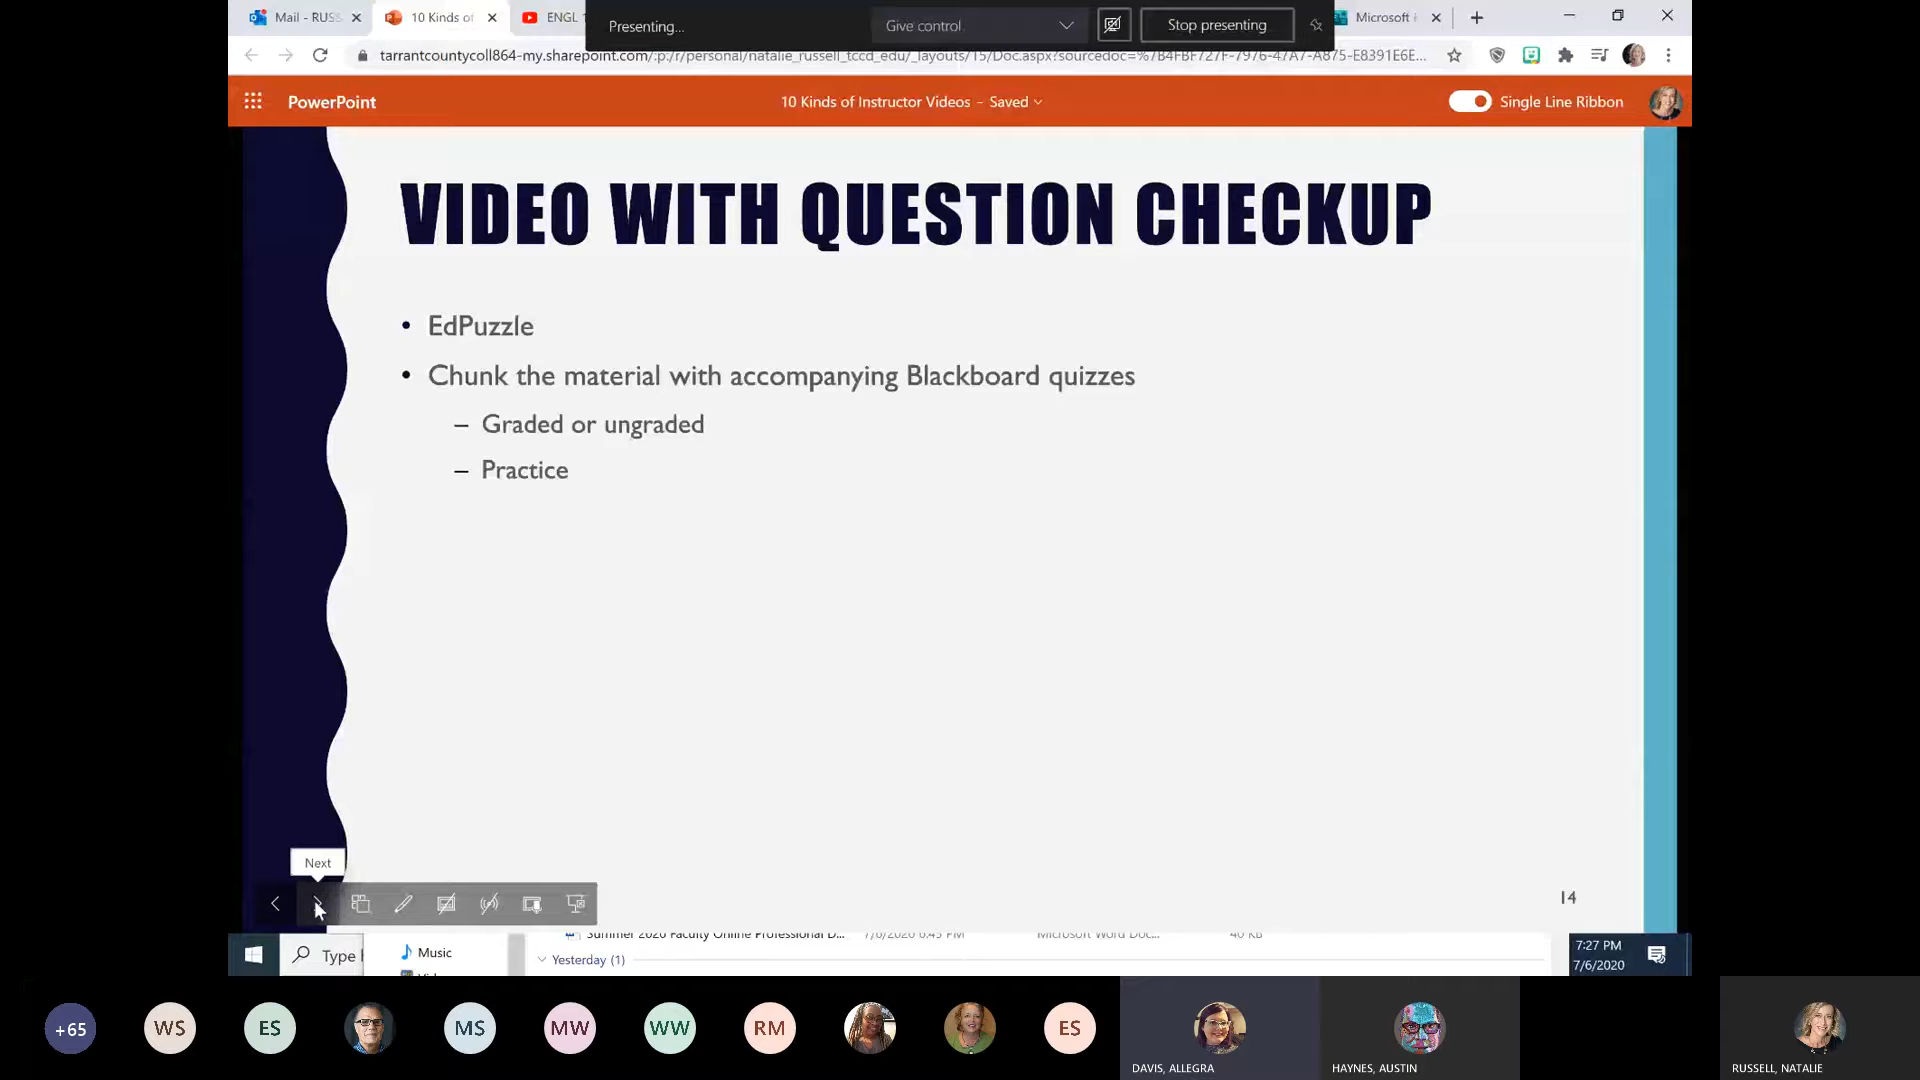 Mail - RUSS
10 Kinds of
ENGL
Presenting...
Give control
Stop presenting
Microsoft
tarrantcountycoll864-my.sharepoint.com/:p:/r/personal/natalie_russell_tccd_edu/_layouts/15/Doc.aspx?sourcedoc=%7B4FBF727F-7976-47A7-A875-E8391E6E...
PowerPoint
10 Kinds of Instructor Videos - Saved
Single Line Ribbon
VIDEO WITH QUESTION CHECKUP
• EdPuzzle
• Chunk the material with accompanying Blackboard quizzes
– Graded or ungraded
– Practice
Next
14
Type
Music
Summer 2020 Faculty Online Professional D...
7/6/2020 6:45 PM
Microsoft Word Doc...
40 KB
Yesterday (1)
7:27 PM
7/6/2020
+65
WS
ES
MS
MW
WW
RM
ES
DAVIS, ALLEGRA
HAYNES, AUSTIN
RUSSELL, NATALIE